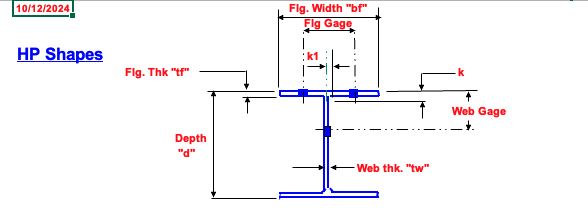 10/12/2024
Flg. Width "bf"
Flg Gage
HP Shapes
k1
Flg. Thk "tf"
k
Web Gage
Depth
"d"
Web thk. "tw"